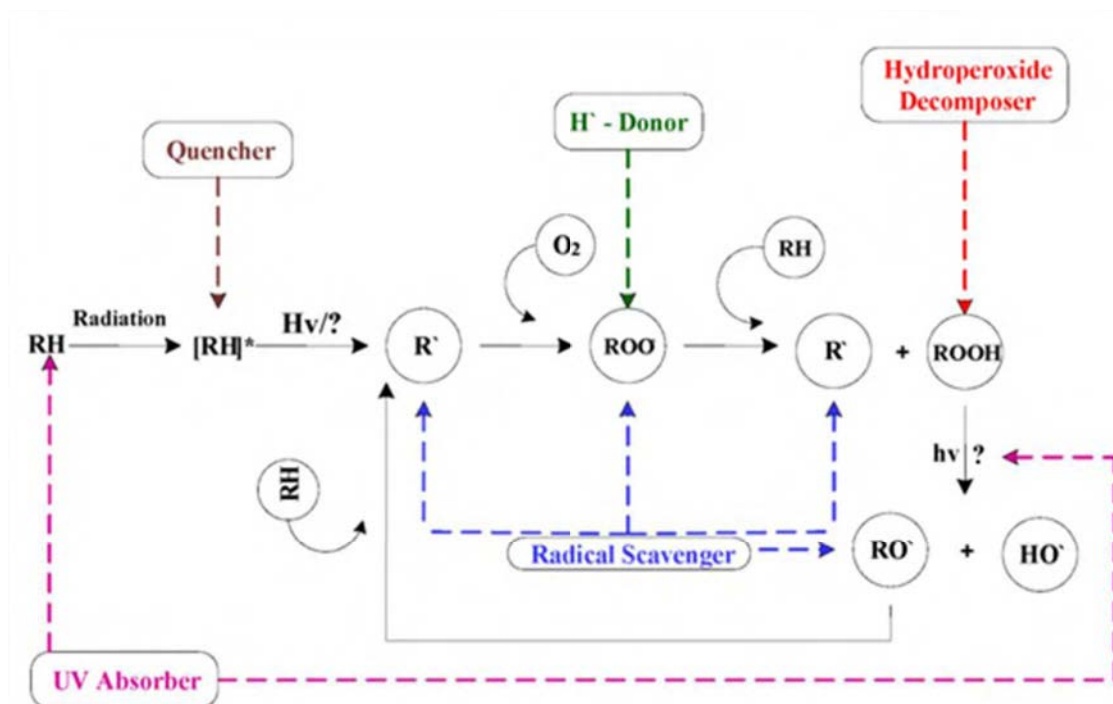 Hydroperoxide
Decomposer
H` - Donor
Quencher
O₂
RH
Radiation
Hv/?
RH
[RH]*
R`
ROO
R`
+
ROOH
hv
?
RH
Radical Scavenger
RO`
+
HO`
UV Absorber